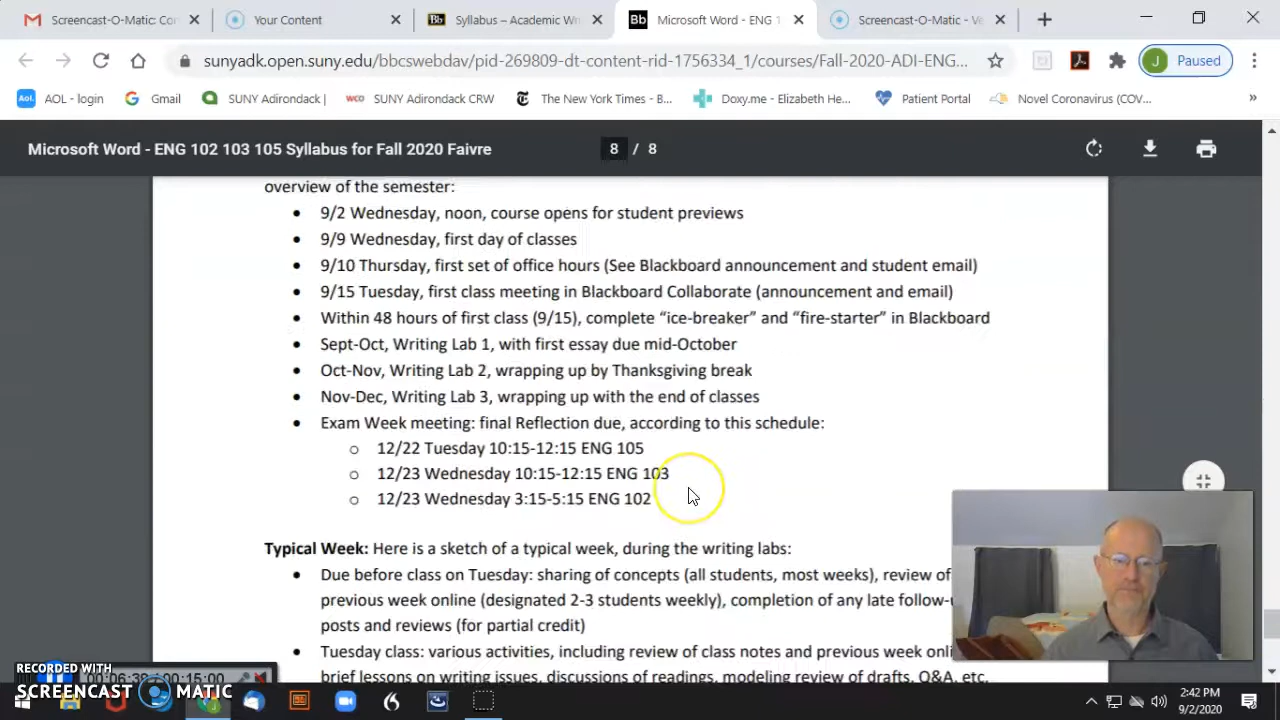 Screencast-O-Matic: Con
Your Content
Bb Syllabus – Academic Wr
Bb Microsoft Word - ENG 1
Screencast-O-Matic - Ve
sunyadk.open.suny.edu/bbcswebdav/pid-269809-dt-content-rid-1756334_1/courses/Fall-2020-ADI-ENG...
J Paused
Aol. AOL - login
G Gmail
SUNY Adirondack |
WCO SUNY Adirondack CRW
The New York Times - B...
Doxy.me - Elizabeth He...
Patient Portal
Novel Coronavirus (COV...
»
Microsoft Word - ENG 102 103 105 Syllabus for Fall 2020 Faivre
8 / 8
overview of the semester:
• 9/2 Wednesday, noon, course opens for student previews
• 9/9 Wednesday, first day of classes
• 9/10 Thursday, first set of office hours (See Blackboard announcement and student email)
• 9/15 Tuesday, first class meeting in Blackboard Collaborate (announcement and email)
• Within 48 hours of first class (9/15), complete “ice-breaker” and “fire-starter” in Blackboard
• Sept-Oct, Writing Lab 1, with first essay due mid-October
• Oct-Nov, Writing Lab 2, wrapping up by Thanksgiving break
• Nov-Dec, Writing Lab 3, wrapping up with the end of classes
• Exam Week meeting: final Reflection due, according to this schedule:
o 12/22 Tuesday 10:15-12:15 ENG 105
o 12/23 Wednesday 10:15-12:15 ENG 103
o 12/23 Wednesday 3:15-5:15 ENG 102
Typical Week: Here is a sketch of a typical week, during the writing labs:
• Due before class on Tuesday: sharing of concepts (all students, most weeks), review of
previous week online (designated 2-3 students weekly), completion of any late follow-u
posts and reviews (for partial credit)
• Tuesday class: various activities, including review of class notes and previous week onli
brief lessons on writing issues, discussions of readings, modeling review of drafts, Q&A, etc.
RECORDED WITH
SCREENCAST O MATIC
00:15:00
2:42 PM
9/2/2020